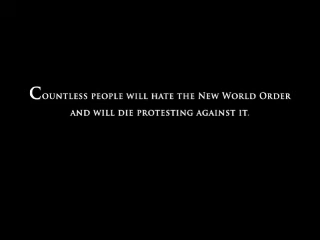 Countless people will hate the New World Order
and will die protesting against it.